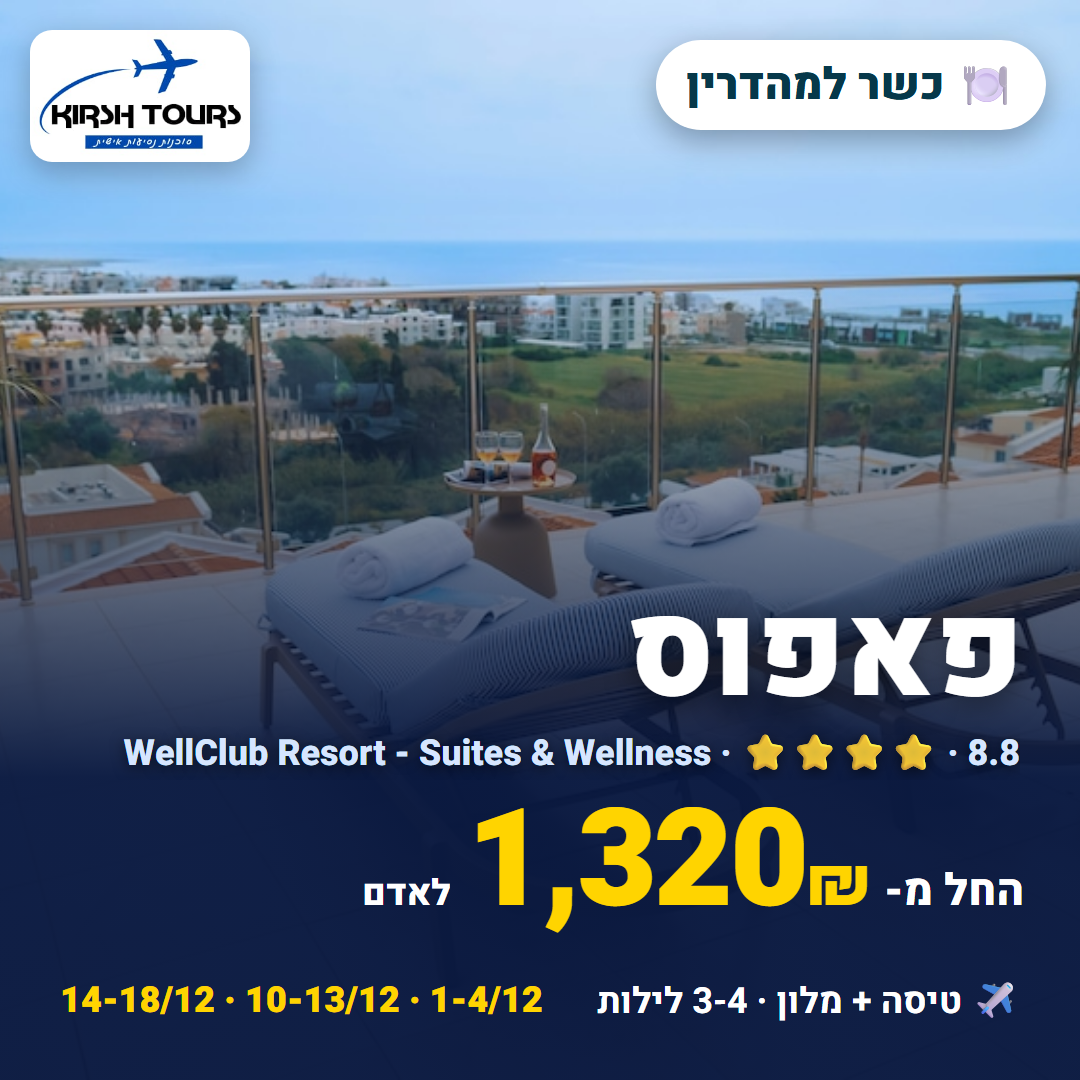 KIRSH TOURS
סוכנות נסיעות אישית
כשר למהדרין
פאפוס
8.8 · ⭐⭐⭐⭐ · WellClub Resort - Suites & Wellness
החל מ- ₪1,320 לאדם
טיסה + מלון · 3-4 לילות
1-4/12 · 10-13/12 · 14-18/12